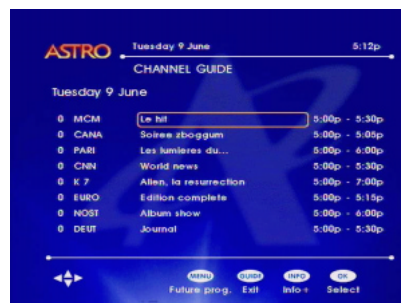 ASTRO Tuesday 9 June 5:12p
CHANNEL GUIDE
Tuesday 9 June
0 MCM Le hit 5:00p - 5:30p
0 CANA Soiree zboggum 5:00p - 5:05p
0 PARI Les lumieres du... 5:00p - 6:00p
0 CNN World news 5:00p - 5:30p
0 K 7 Alien, la resurrection 5:00p - 7:00p
0 EURO Edition complete 5:00p - 5:15p
0 NOST Album show 5:00p - 6:00p
0 DEUT Journal 5:00p - 5:30p
MENU GUIDE INFO OK
Future prog. Exit Info+ Select